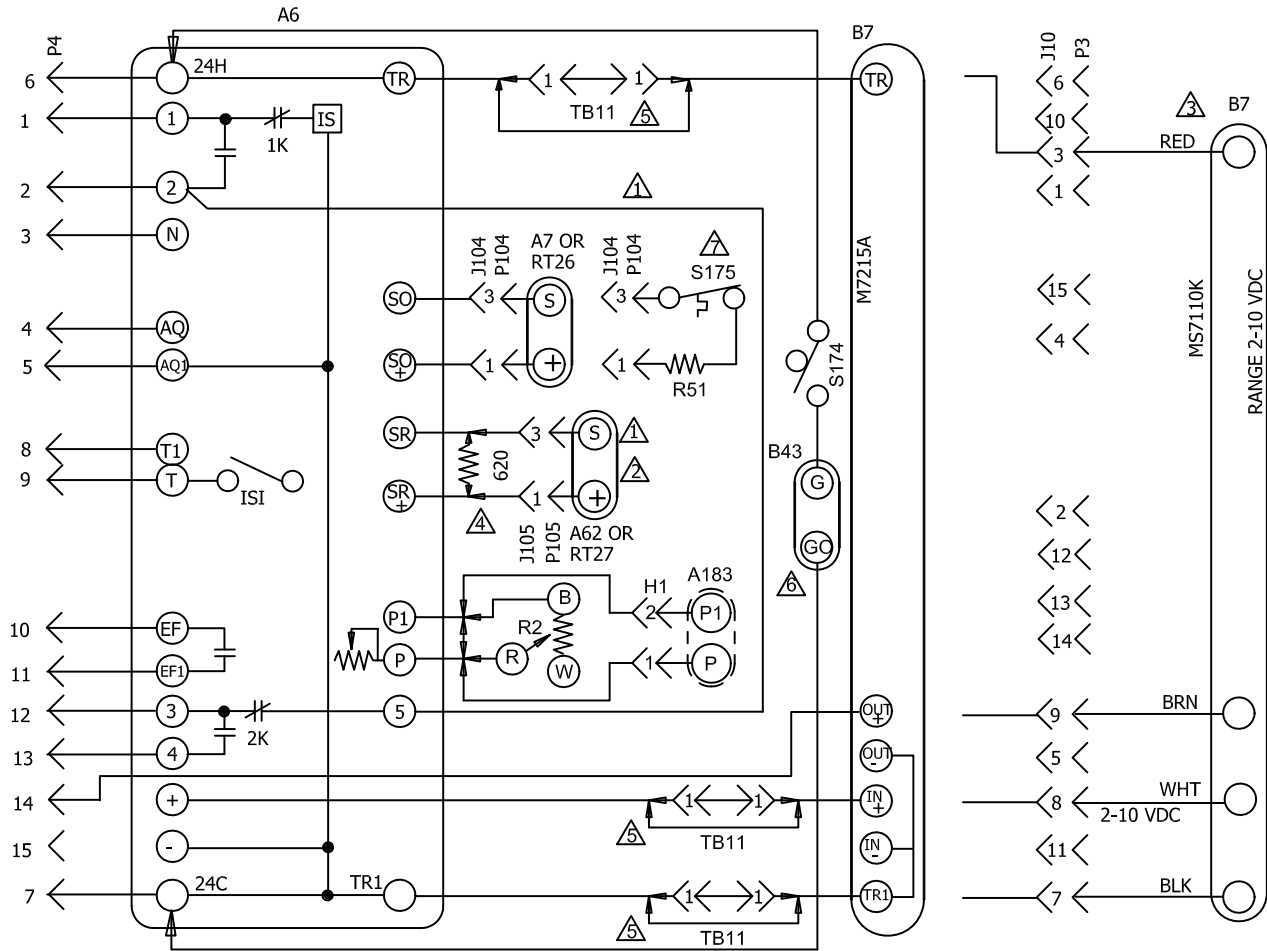 A6
P4
B7
J10
P3
6
24H
TR
1
1
TB11
5
TR
6
3
B7
1
1
IS
1K
10
3
RED
2
2
1
1
3
N
J104
P104
A7 OR
RT26
J104
P104
7
S175
M7215A
SO
3
S
3
15
MS7110K
RANGE 2-10 VDC
4
AQ
4
5
AQ1
SO
+
1
+
1
R51
S174
8
T1
SR
3
S
1
620
2
B43
9
T
ISI
SR
+
1
+
G
2
4
J105
P105
A62 OR
RT27
GO
12
6
H1
A183
13
10
EF
P1
B
2
P1
14
R2
11
EF1
P
R
W
1
P
12
3
2K
5
OUT
+
9
BRN
13
4
OUT
-
5
14
+
1
1
IN
+
8
WHT
2-10 VDC
5
TB11
15
-
IN
-
11
7
24C
TR1
1
1
TR1
7
BLK
5
TB11